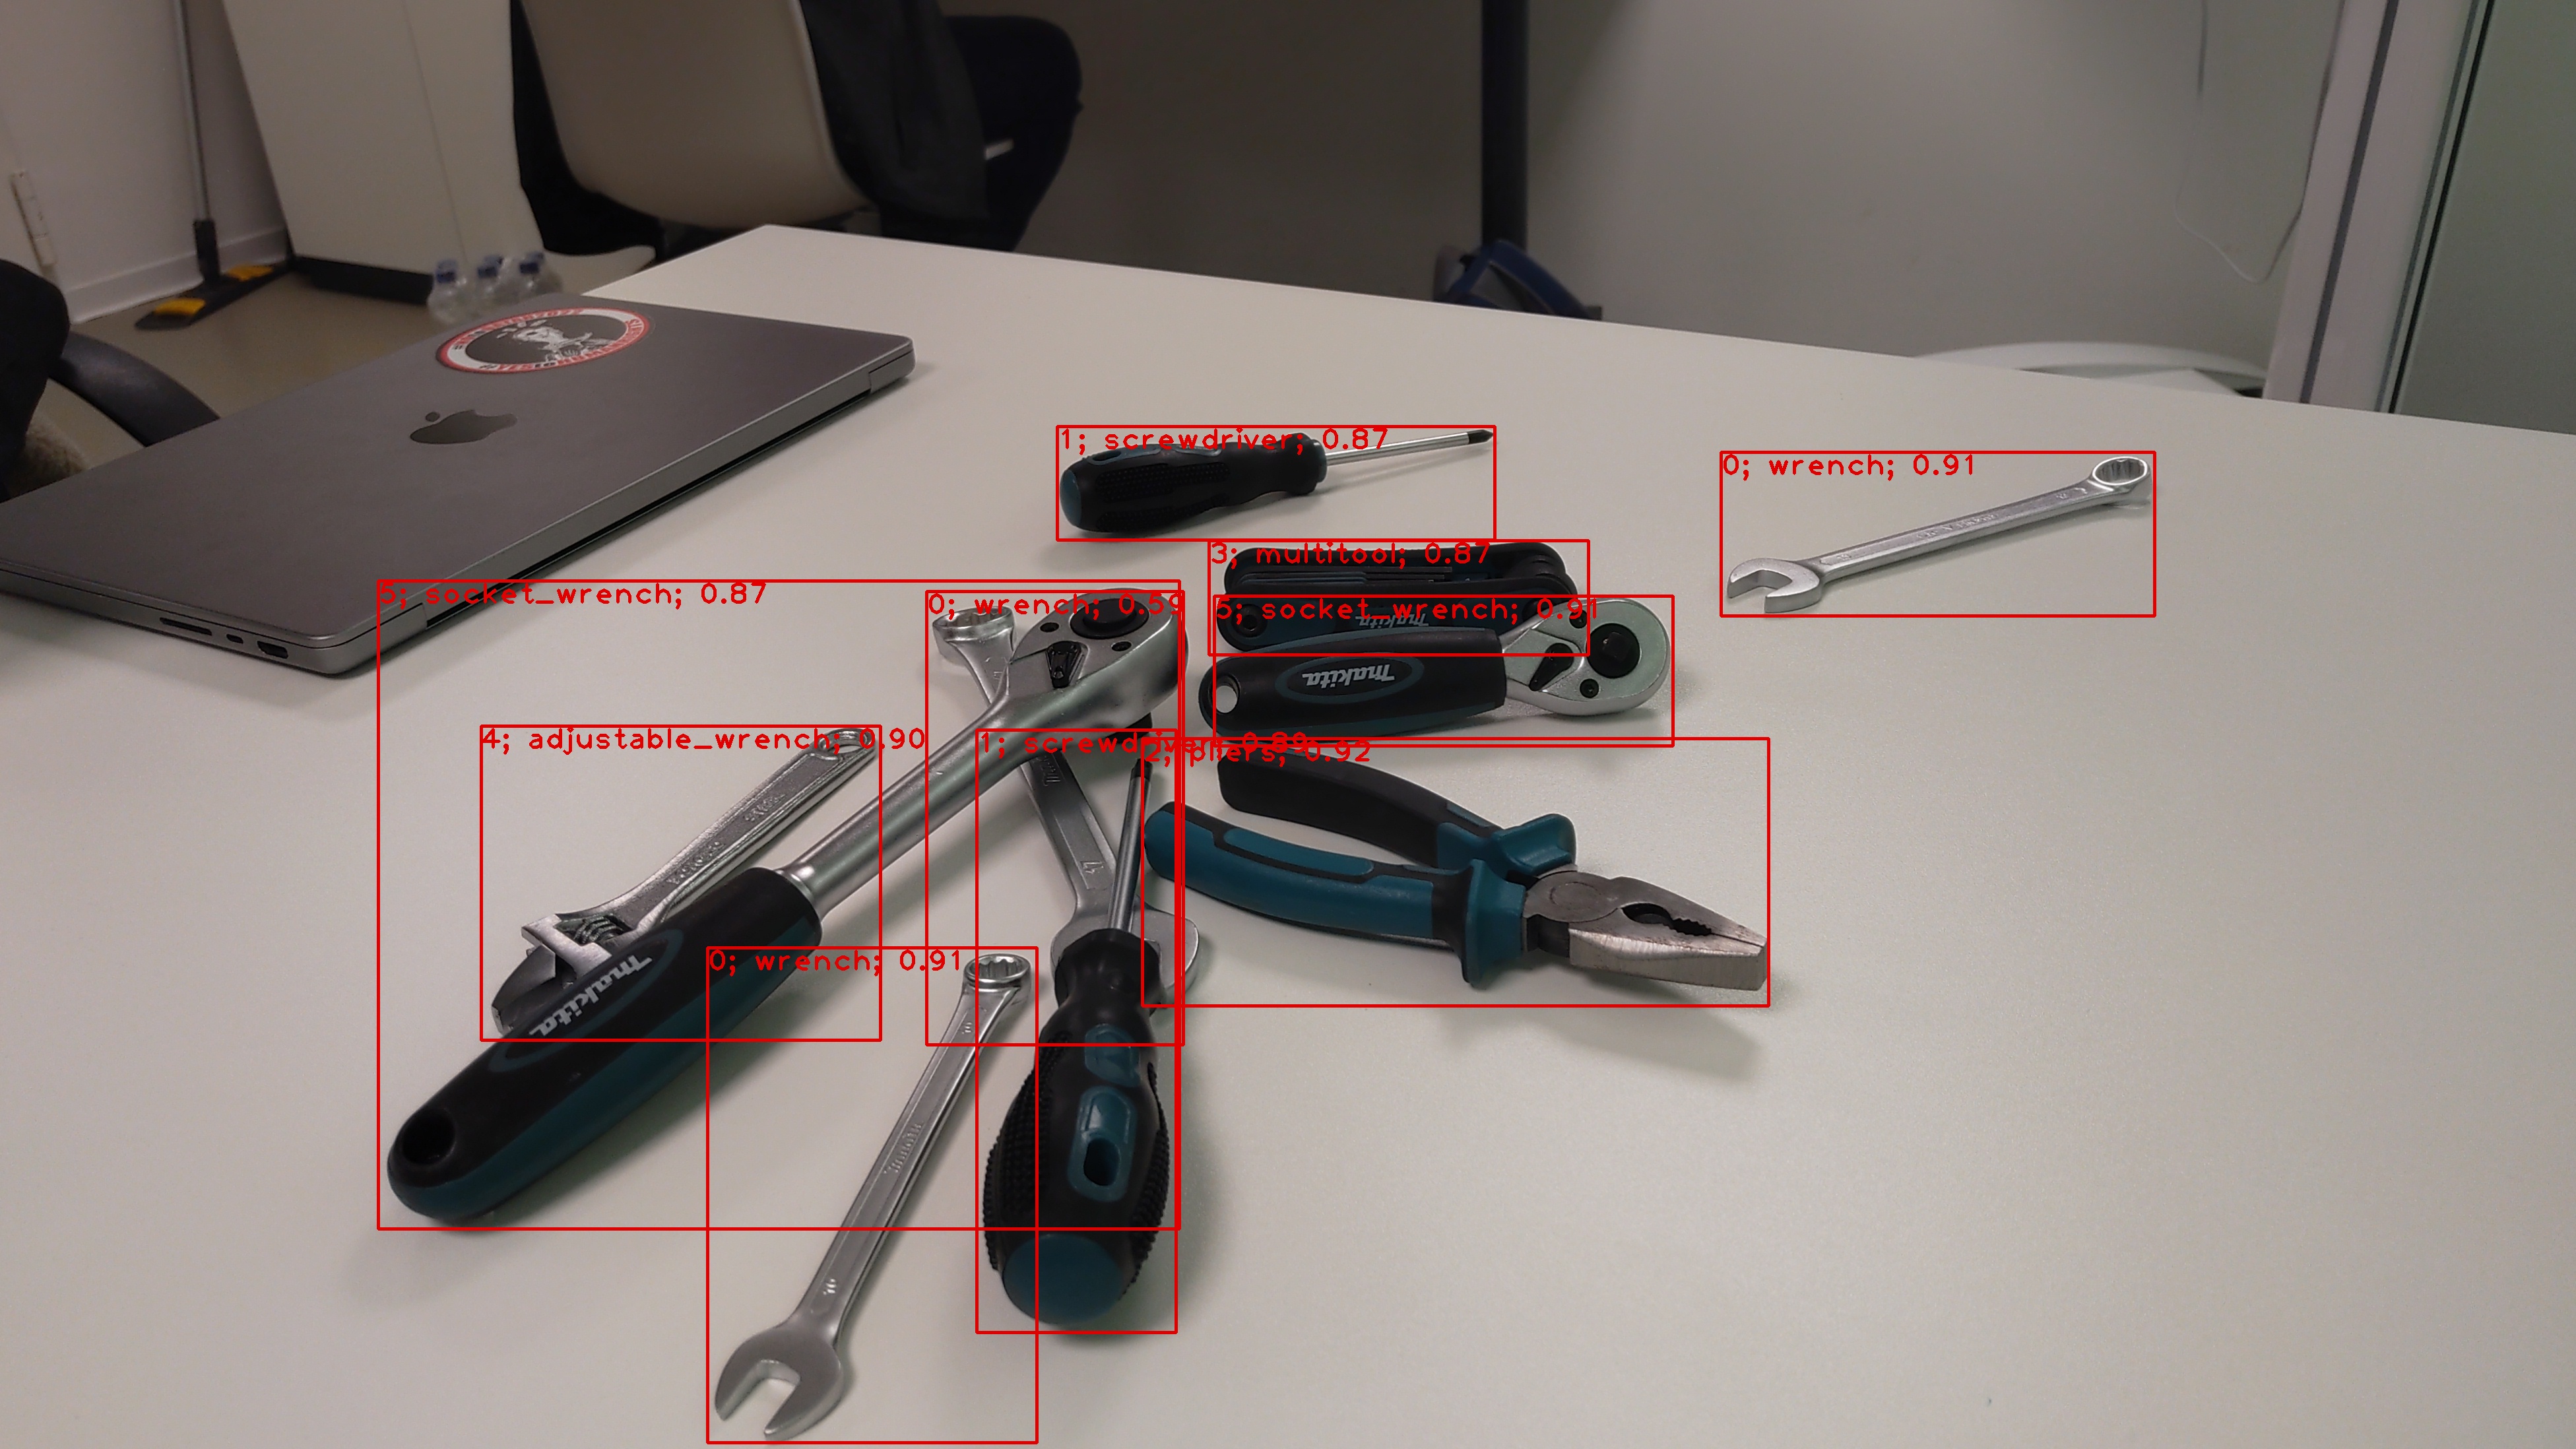 1; screwdriver; 0.87
0; wrench; 0.91
3; multitool; 0.87
5; socket_wrench; 0.87
0; wrench; 0.59
5; socket_wrench; 0.91
makita
makita
4; adjustable_wrench; 0.90
1; screwdriver; 0.89
2; pliers; 0.92
17
0; wrench; 0.91
makita